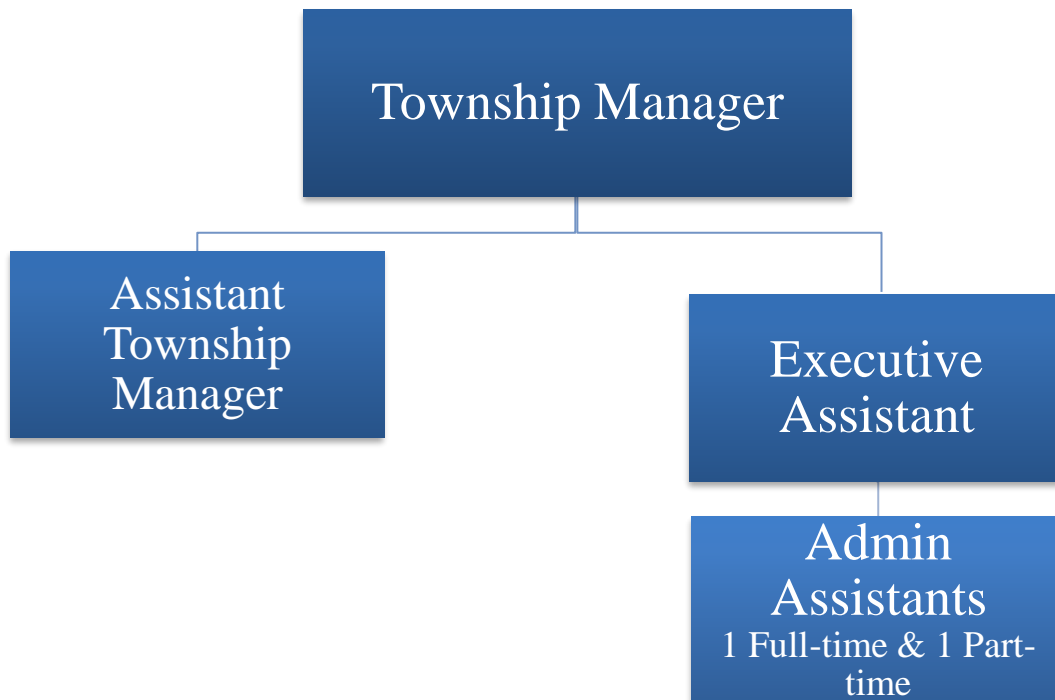 Township Manager
Assistant
Township
Manager
Executive
Assistant
Admin
Assistants
1 Full-time & 1 Part-
time